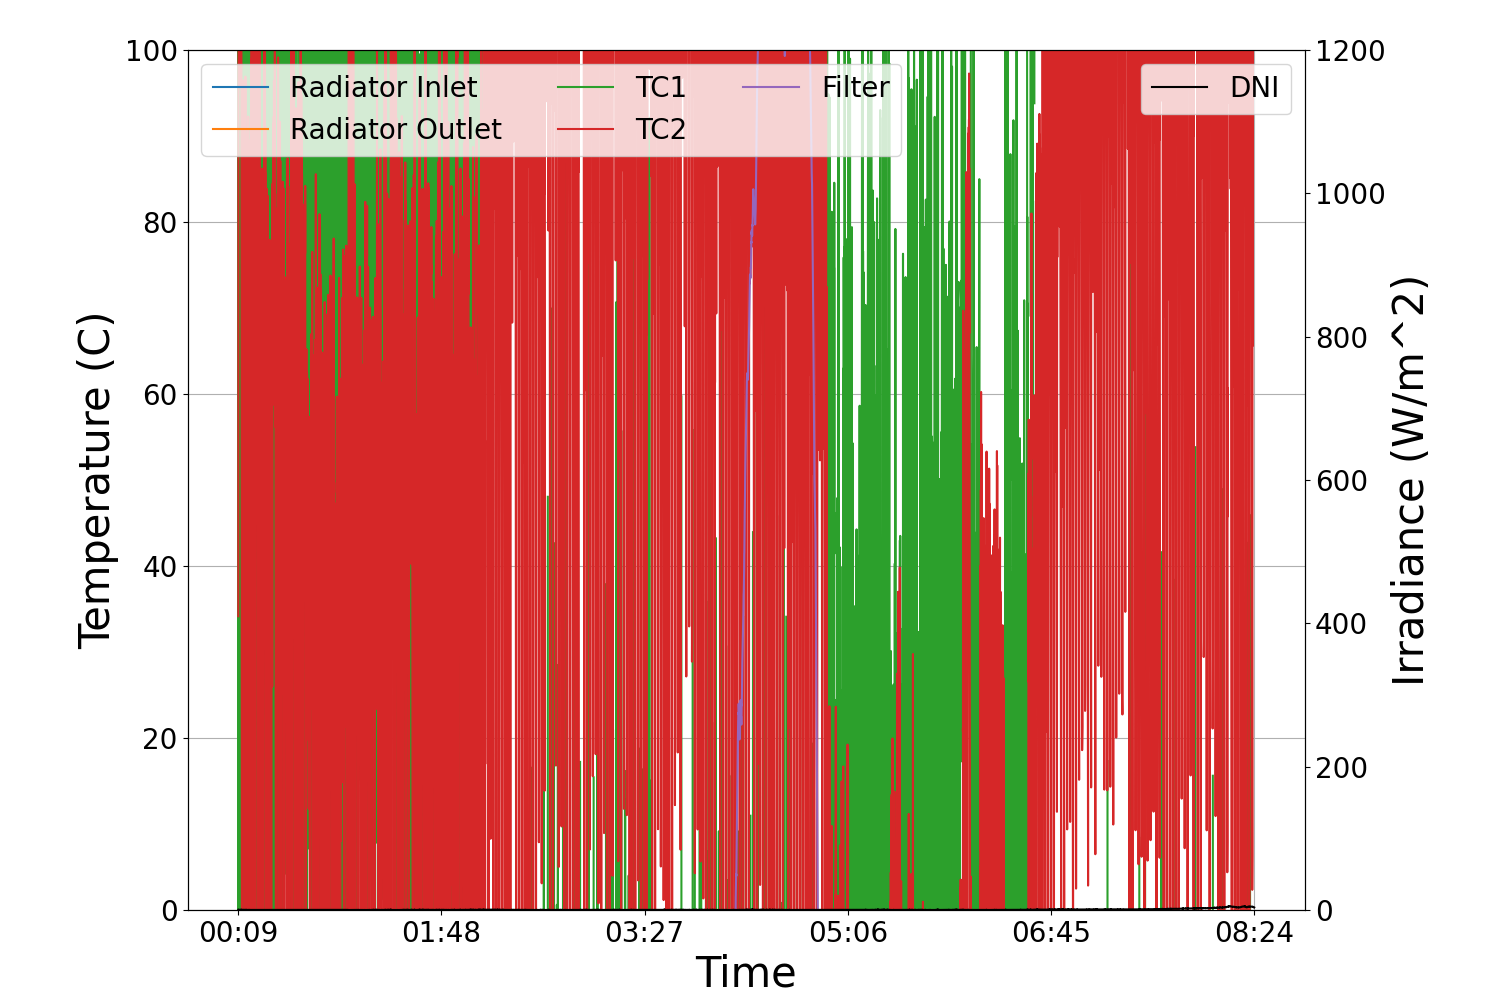 Radiator Inlet
Radiator Outlet
TC1
TC2
Filter
DNI
100
80
60
40
20
0
Temperature (C)
1200
1000
800
600
400
200
0
Irradiance (W/m^2)
00:09 01:48 03:27 05:06 06:45 08:24
Time